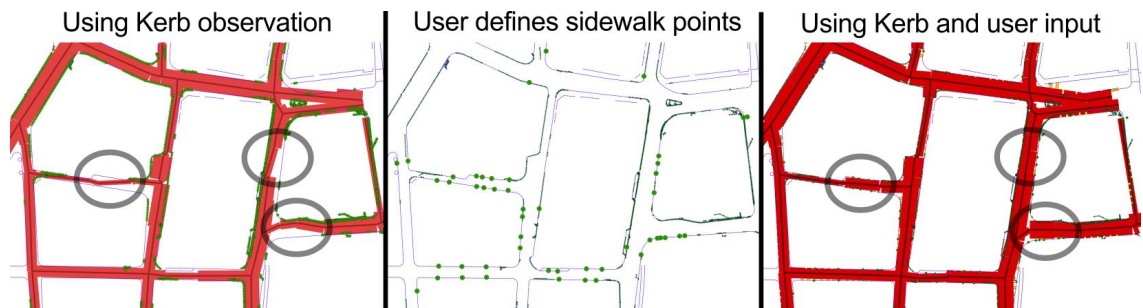 Using Kerb observation
User defines sidewalk points
Using Kerb and user input